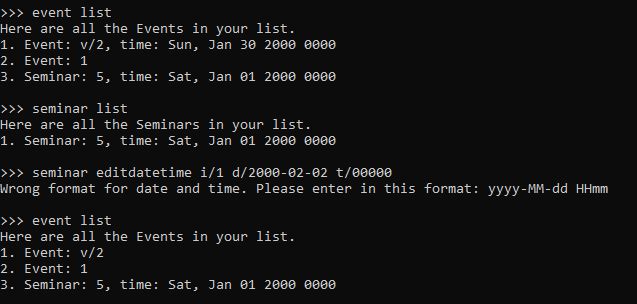 >>> event list
Here are all the Events in your list.
1. Event: v/2, time: Sun, Jan 30 2000 0000
2. Event: 1
3. Seminar: 5, time: Sat, Jan 01 2000 0000
>>> seminar list
Here are all the Seminars in your list.
1. Seminar: 5, time: Sat, Jan 01 2000 0000
>>> seminar editdatetime i/1 d/2000-02-02 t/00000
Wrong format for date and time. Please enter in this format: yyyy-MM-dd HHmm
>>> event list
Here are all the Events in your list.
1. Event: v/2
2. Event: 1
3. Seminar: 5, time: Sat, Jan 01 2000 0000